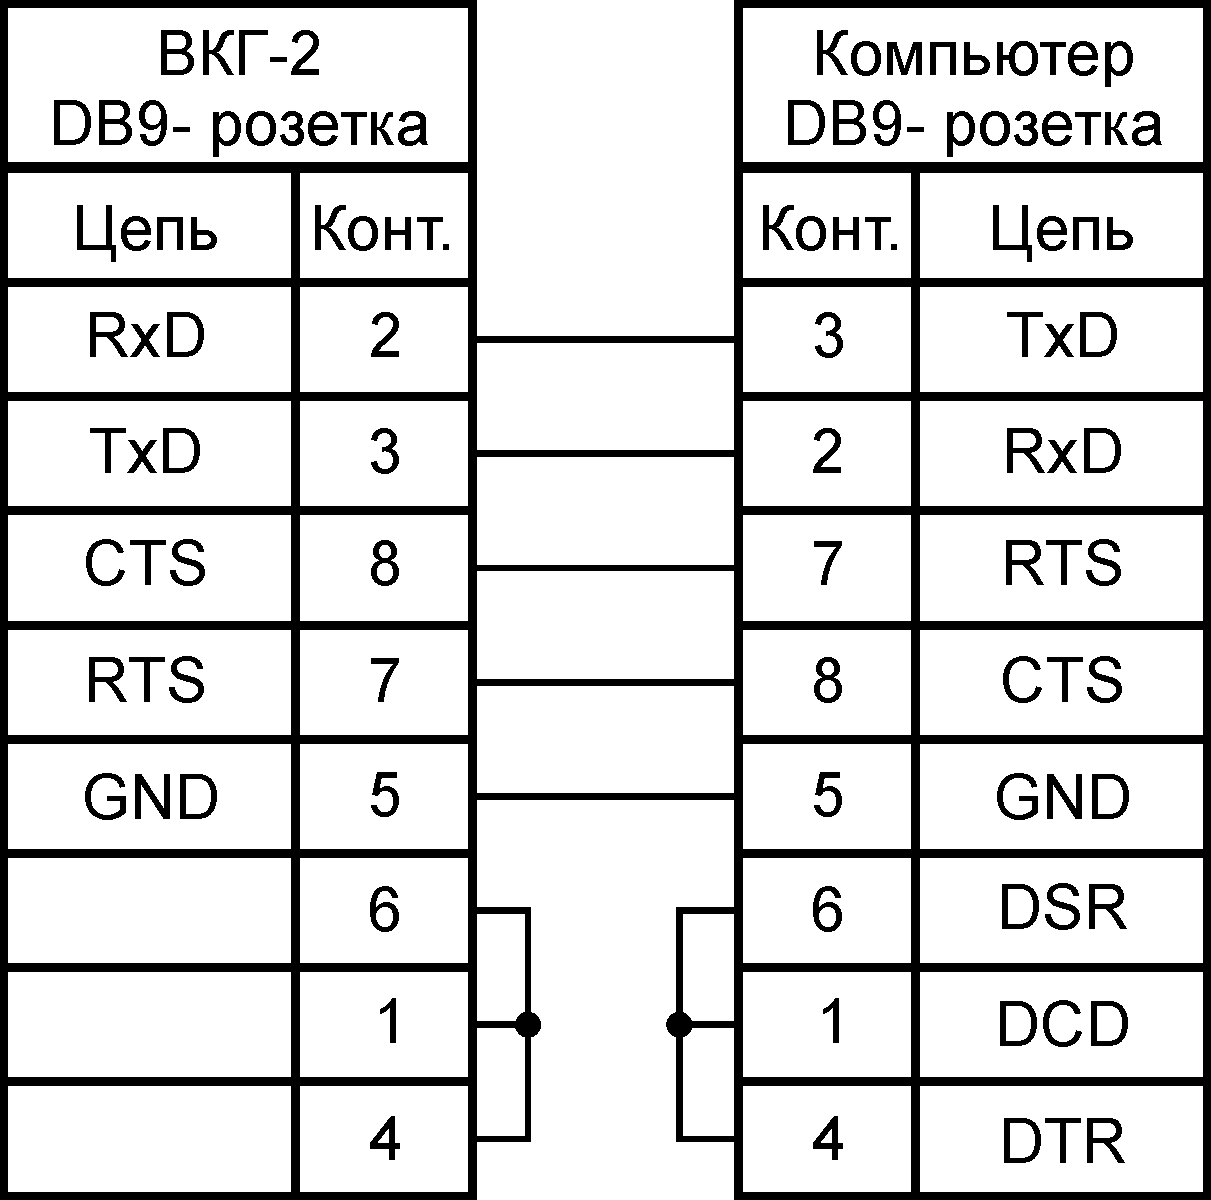 ВКГ-2
DB9- розетка
Цепь Конт.
RxD 2
TxD 3
CTS 8
RTS 7
GND 5
6
1
4
Компьютер
DB9- розетка
Конт. Цепь
3 TxD
2 RxD
7 RTS
8 CTS
5 GND
6 DSR
1 DCD
4 DTR